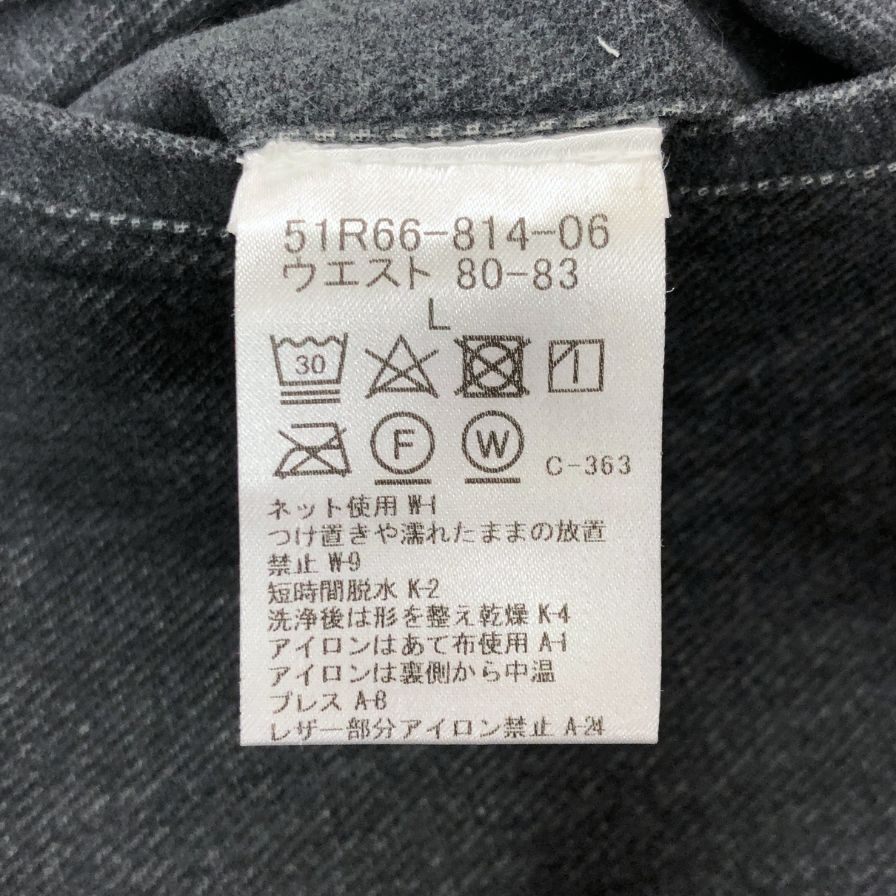 51R66-814-06
ウエスト 80-83
L
30
F W C-363
ネット使用 W-1
つけ置きや濡れたままの放置
禁止 W-9
短時間脱水 K-2
洗浄後は形を整え乾燥 K-4
アイロンはあて布使用 A-1
アイロンは裏側から中温
プレス A-8
レザー部分アイロン禁止 A-24